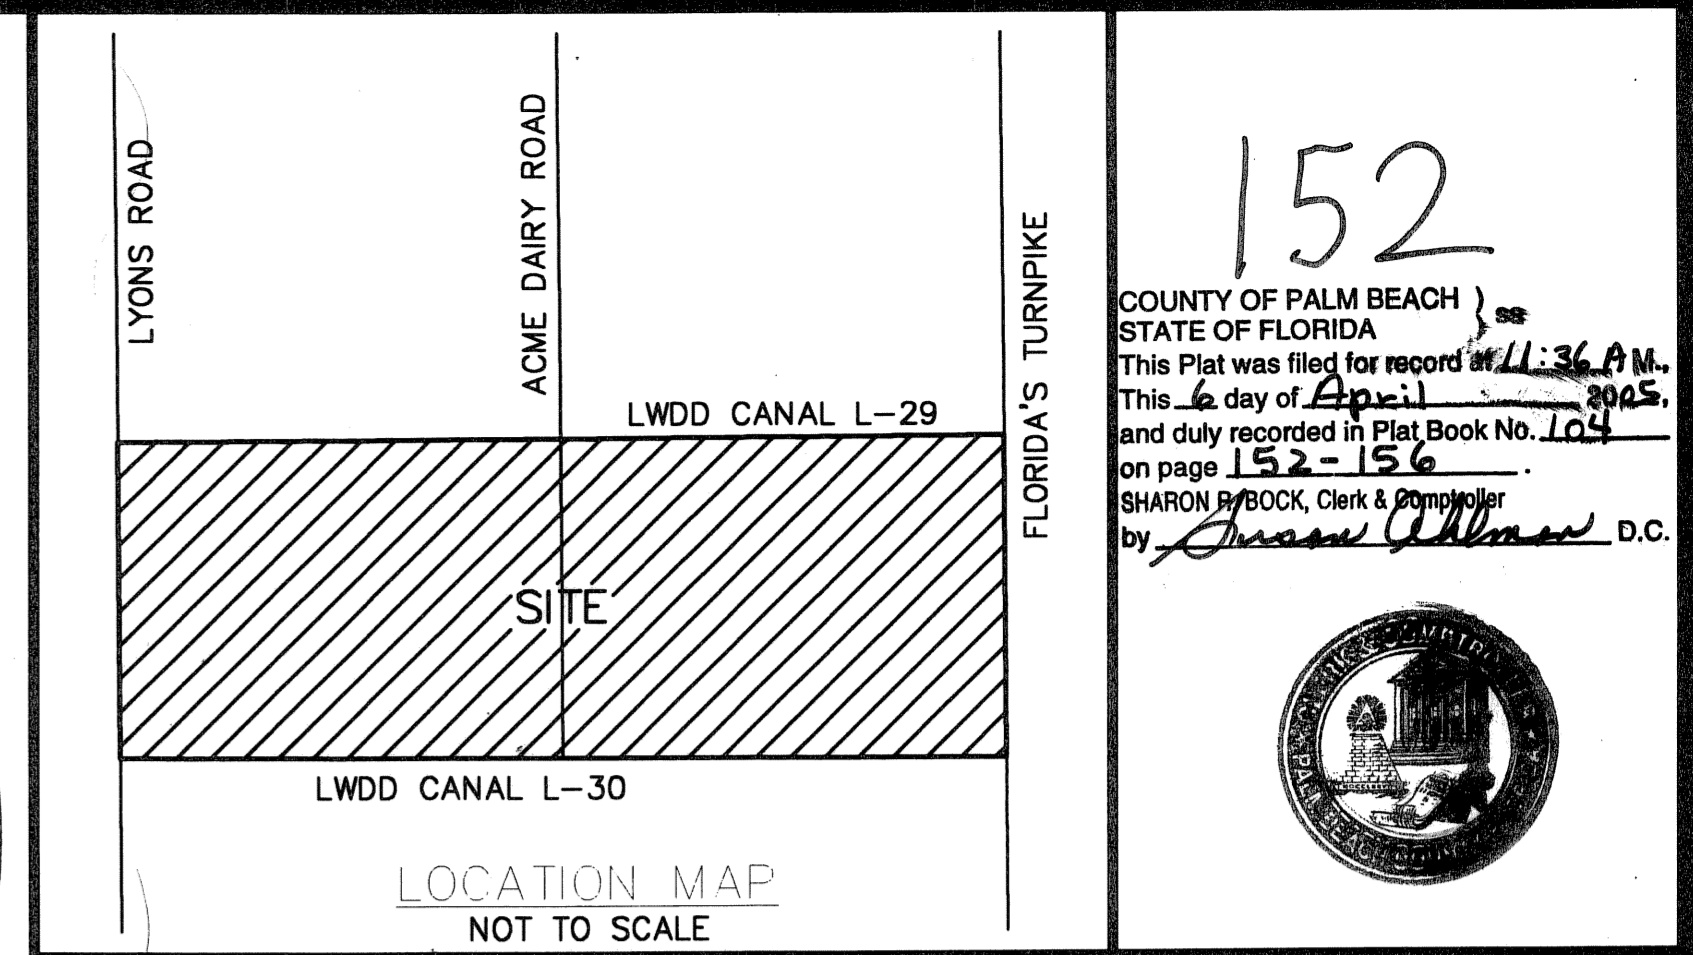 LYONS ROAD
ACME DAIRY ROAD
FLORIDA'S TURNPIKE
LWDD CANAL L-29
SITE
LWDD CANAL L-30
LOCATION MAP
NOT TO SCALE
152
COUNTY OF PALM BEACH } ss
STATE OF FLORIDA
This Plat was filed for record at 11:36 A M.,
This 6 day of April 2005,
and duly recorded in Plat Book No. 104
on page 152-156.
SHARON R. BOCK, Clerk & Comptroller
by Susan D.C.